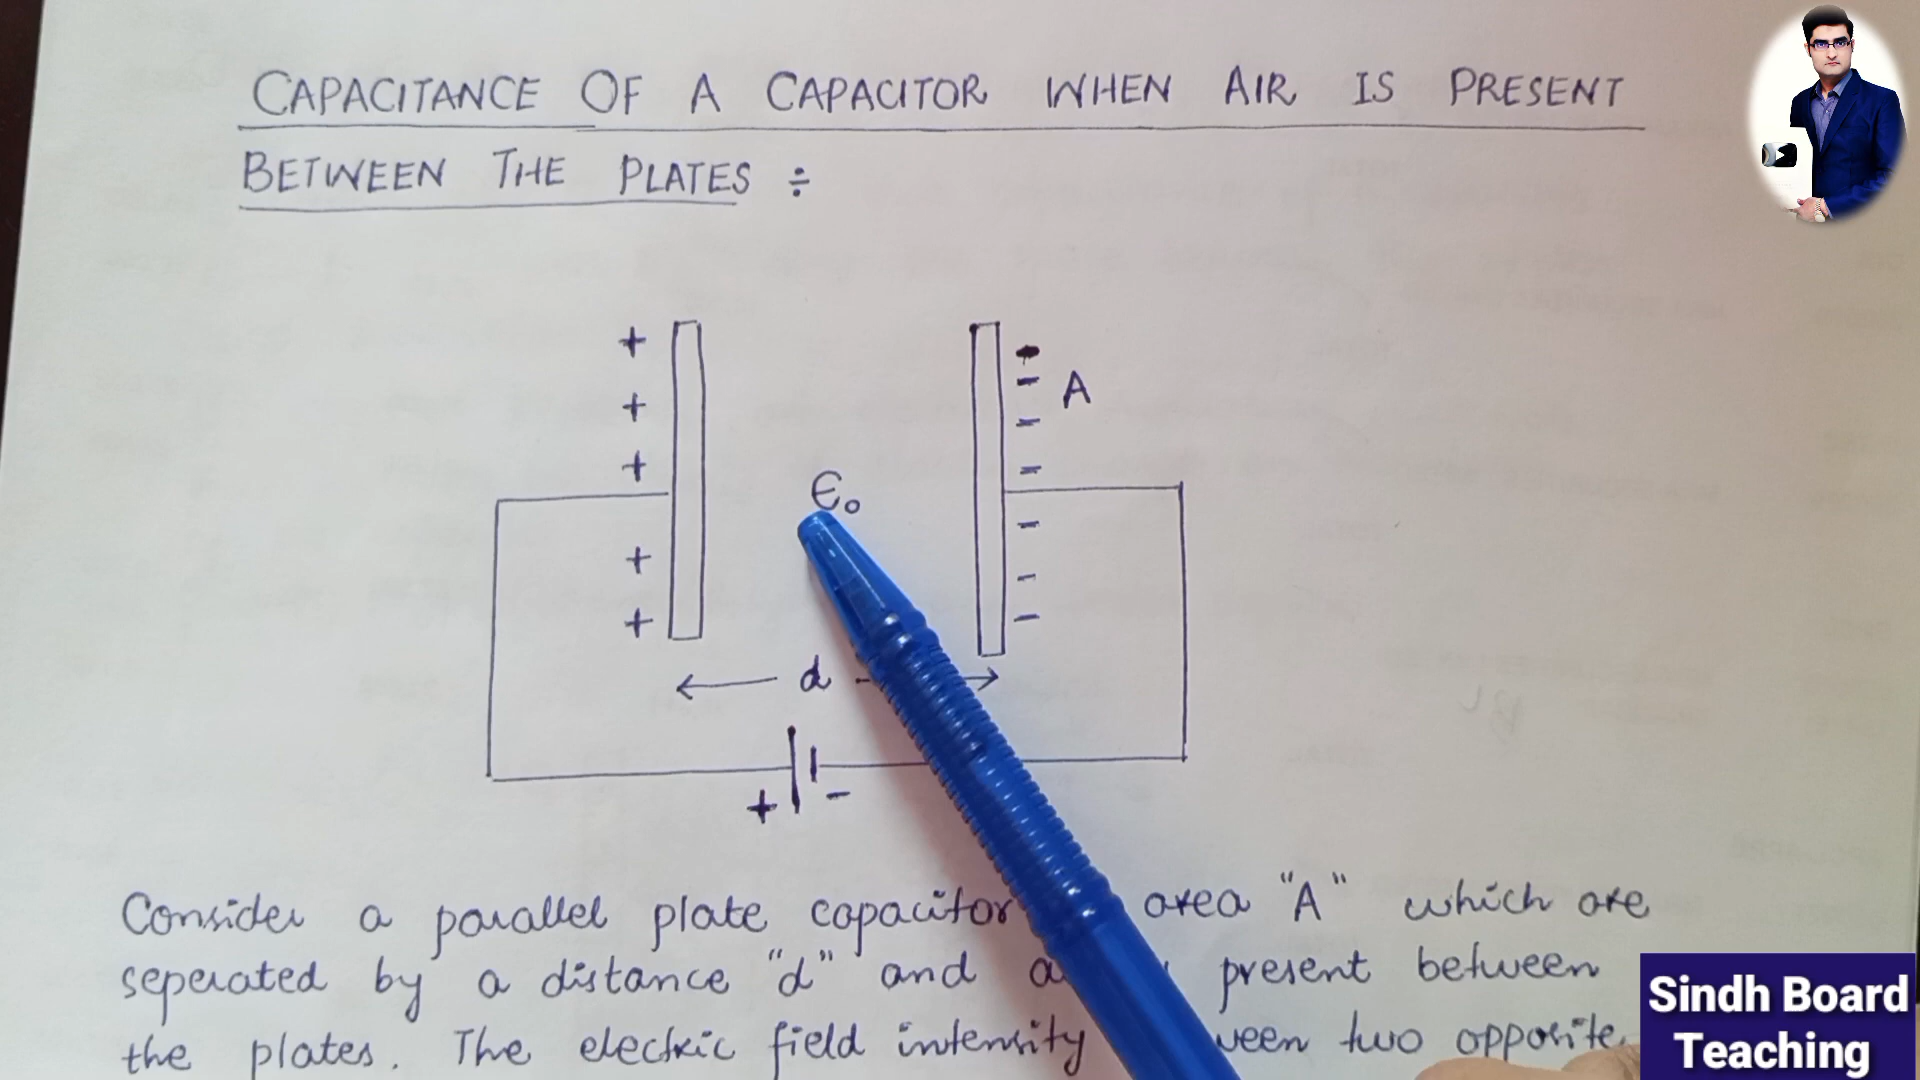 CAPACITANCE OF A CAPACITOR WHEN AIR IS PRESENT
BETWEEN THE PLATES ÷
+ -
+ - A
+ -
+ -
+ -
ϵ₀
d
+ -
Consider a parallel plate capacitor area "A" which are
seperated by a distance "d" and present between
the plates. The electric field intensity two opposite
Sindh Board
Teaching